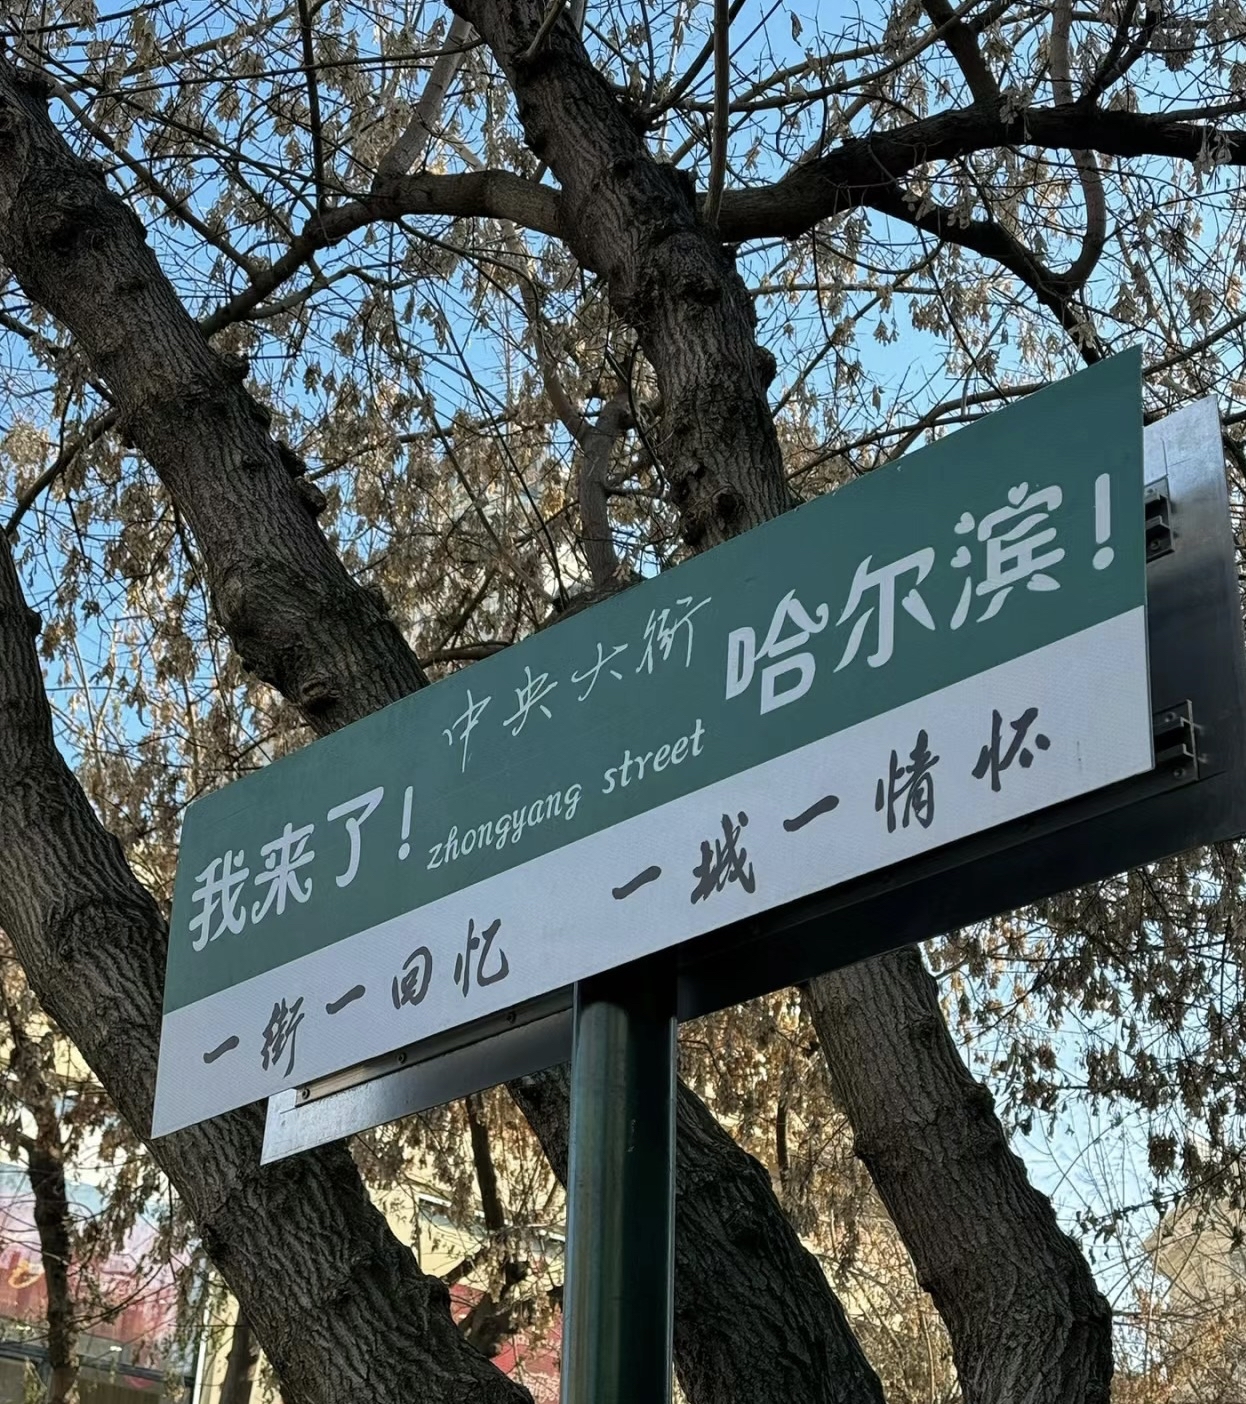 我来了!
中央大街
zhongyang street
哈尔滨!
一街一回忆 一城一情怀